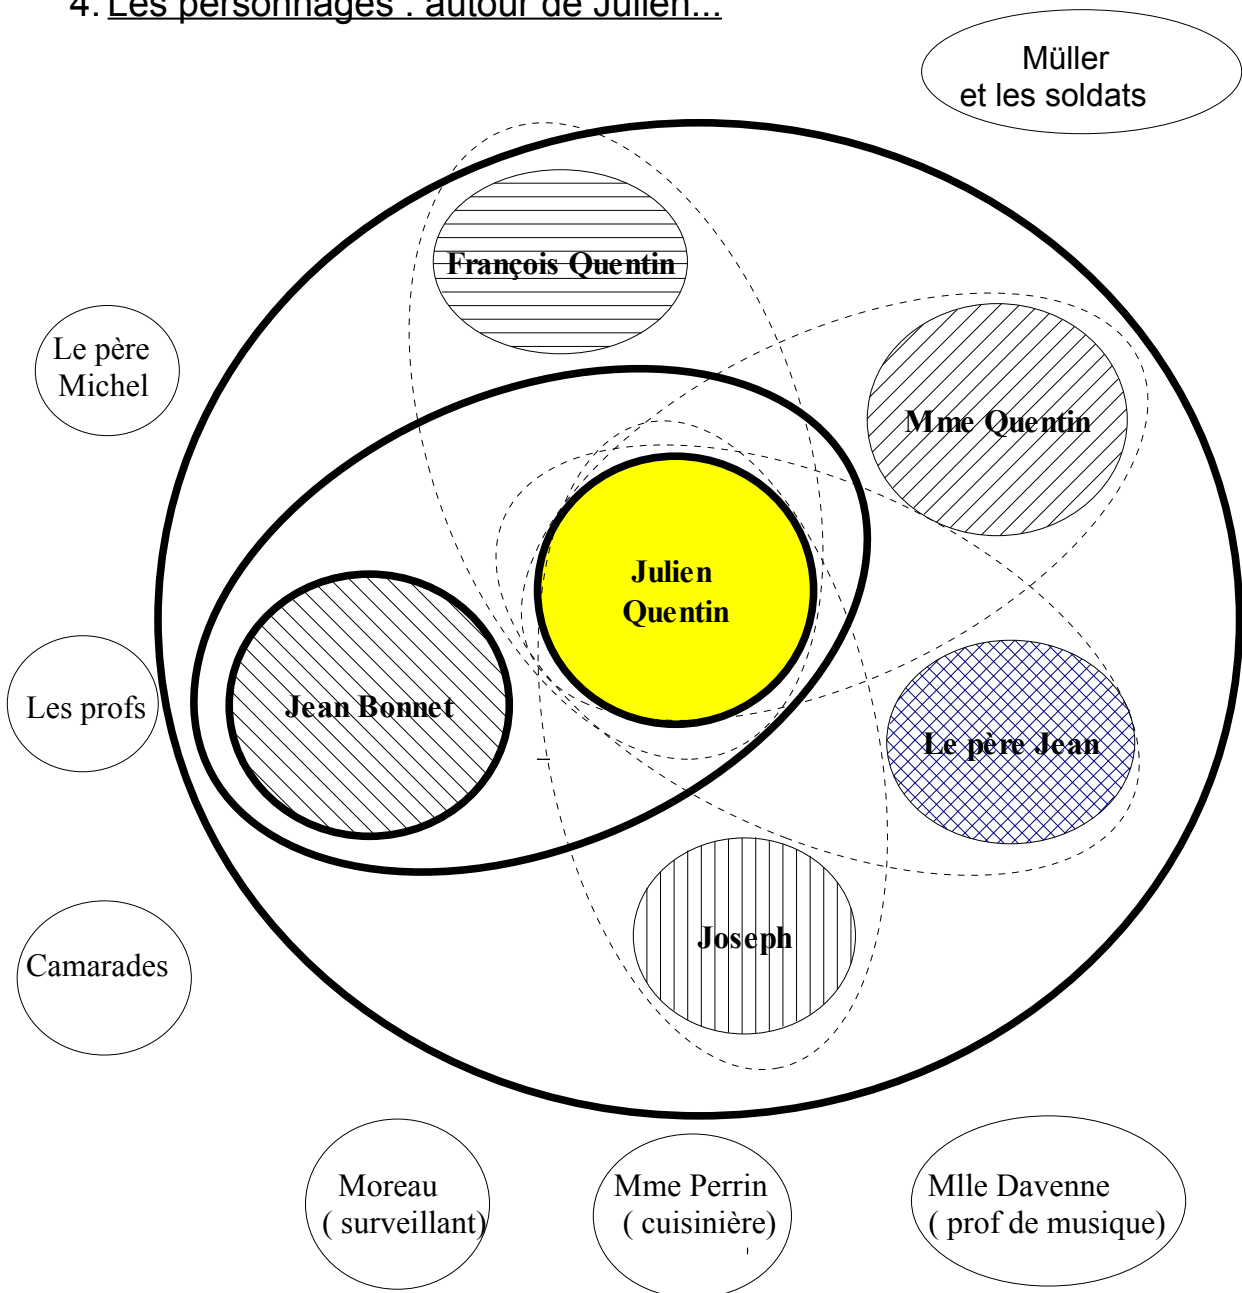 4. Les personnages : autour de Julien...
Müller
et les soldats
François Quentin
Le père
Michel
Mme Quentin
Julien
Quentin
Jean Bonnet
Les profs
Le père Jean
Joseph
Camarades
Moreau
( surveillant)
Mme Perrin
( cuisinière)
Mlle Davenne
( prof de musique)